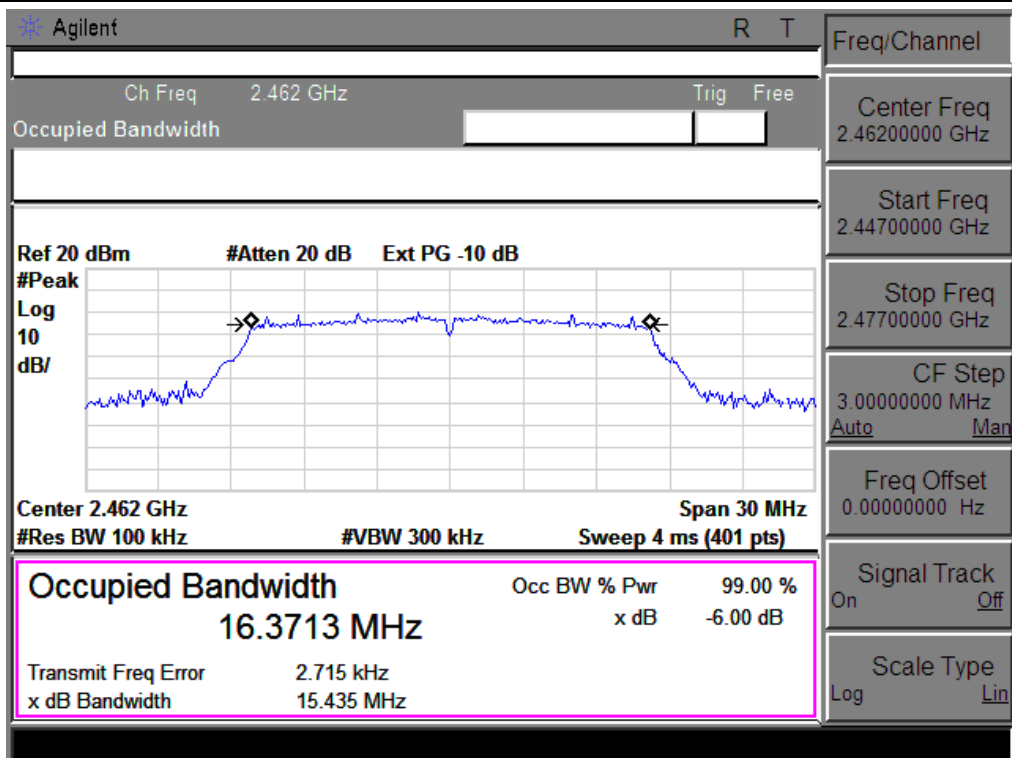 Agilent R T
Ch Freq 2.462 GHz Trig Free
Occupied Bandwidth
Ref 20 dBm #Atten 20 dB Ext PG -10 dB
#Peak
Log
10
dB/
Center 2.462 GHz Span 30 MHz
#Res BW 100 kHz #VBW 300 kHz Sweep 4 ms (401 pts)
Occupied Bandwidth Occ BW % Pwr 99.00 %
16.3713 MHz x dB -6.00 dB
Transmit Freq Error 2.715 kHz
x dB Bandwidth 15.435 MHz
Freq/Channel
Center Freq
2.46200000 GHz
Start Freq
2.44700000 GHz
Stop Freq
2.47700000 GHz
CF Step
3.00000000 MHz
Auto Man
Freq Offset
0.00000000 Hz
Signal Track
On Off
Scale Type
Log Lin